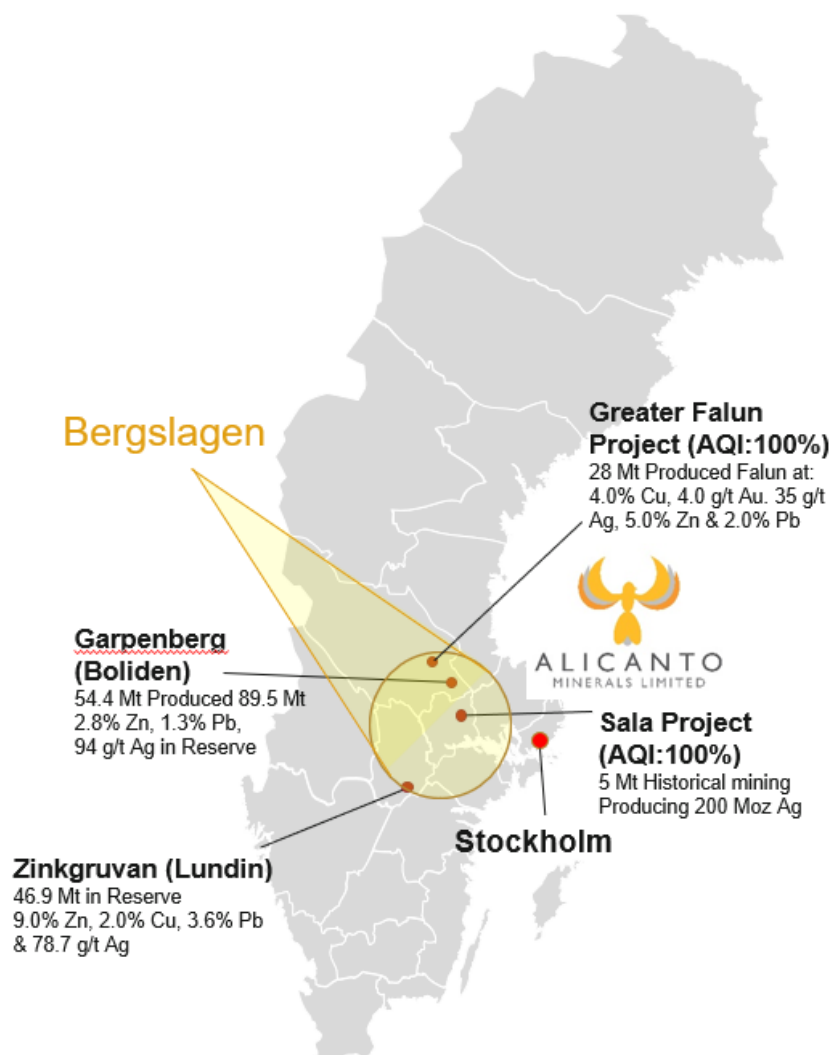 Bergslagen
Greater Falun
Project (AQI:100%)
28 Mt Produced Falun at:
4.0% Cu, 4.0 g/t Au. 35 g/t
Ag, 5.0% Zn & 2.0% Pb
ALICANTO
MINERALS LIMITED
Garpenberg
(Boliden)
54.4 Mt Produced 89.5 Mt
2.8% Zn, 1.3% Pb,
94 g/t Ag in Reserve
Sala Project
(AQI:100%)
5 Mt Historical mining
Producing 200 Moz Ag
Stockholm
Zinkgruvan (Lundin)
46.9 Mt in Reserve
9.0% Zn, 2.0% Cu, 3.6% Pb
& 78.7 g/t Ag